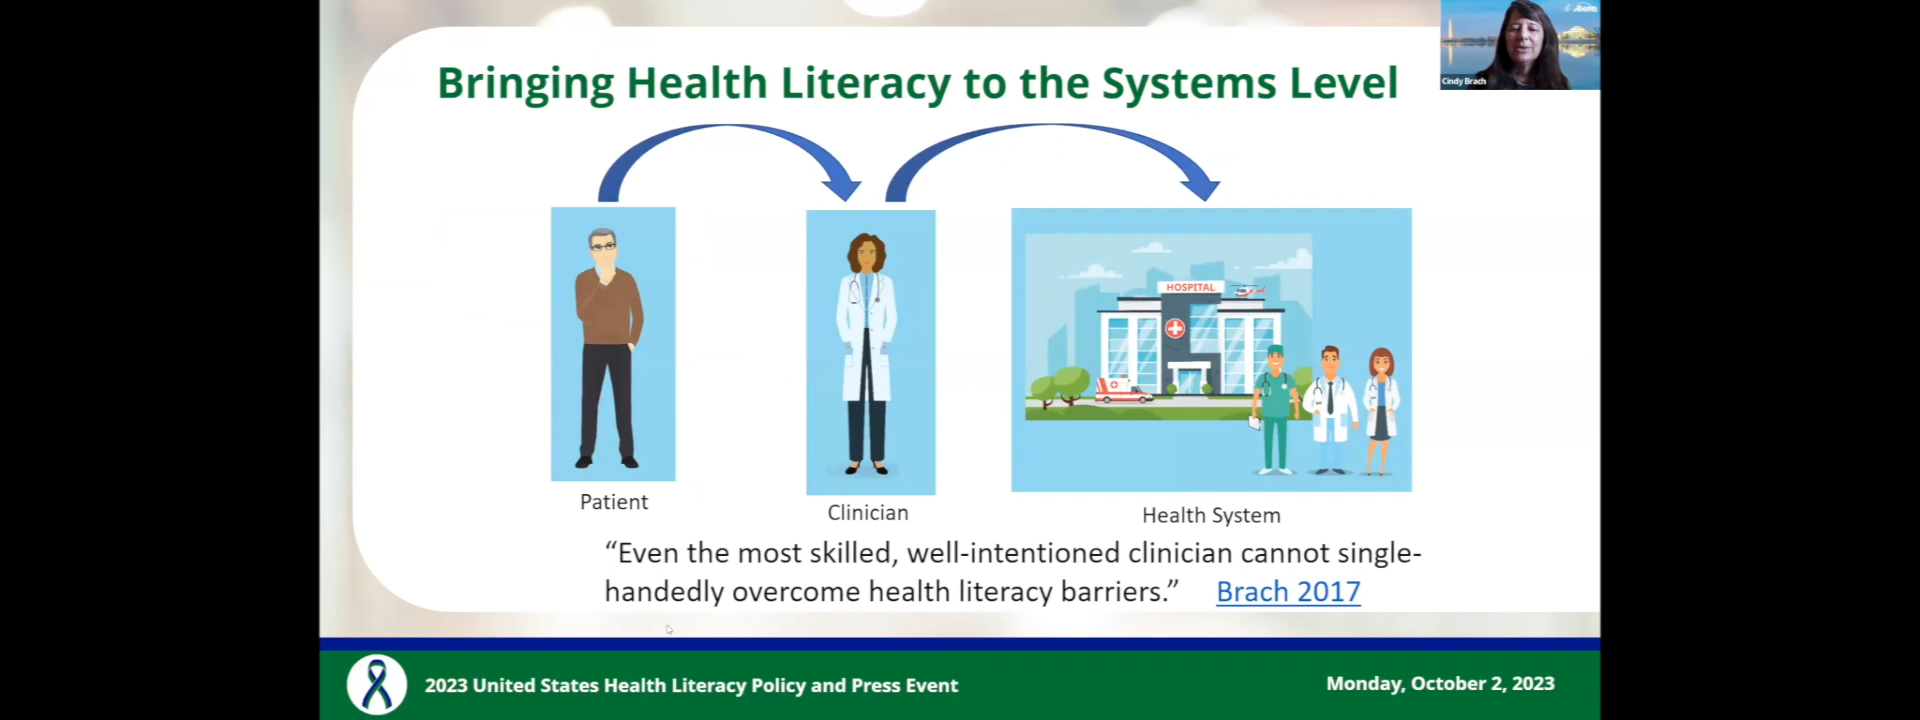 Bringing Health Literacy to the Systems Level
AHRQ
Cindy Brach
HOSPITAL
Patient
Clinician
Health System
“Even the most skilled, well-intentioned clinician cannot single-
handedly overcome health literacy barriers.” Brach 2017
2023 United States Health Literacy Policy and Press Event
Monday, October 2, 2023